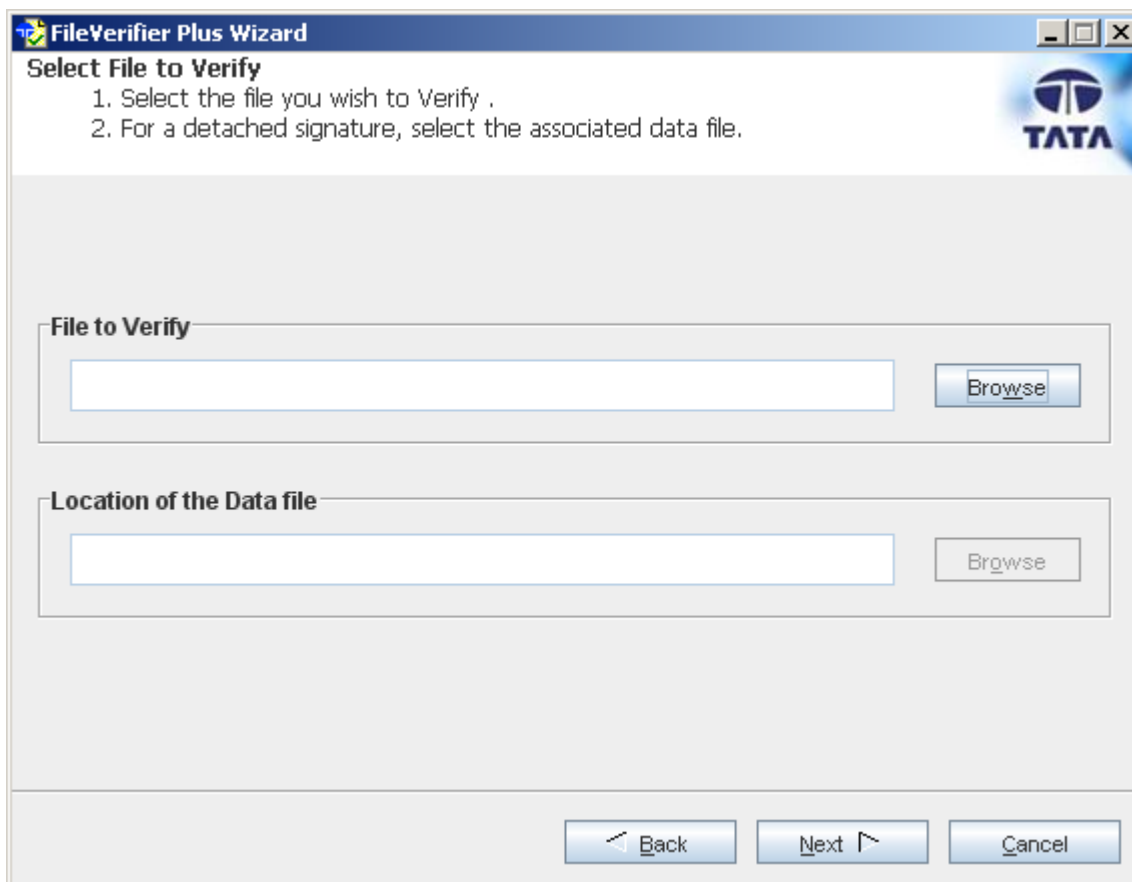 FileVerifier Plus Wizard
Select File to Verify
1. Select the file you wish to Verify .
2. For a detached signature, select the associated data file.
TATA
File to Verify
Browse
Location of the Data file
Browse
Back
Next
Cancel